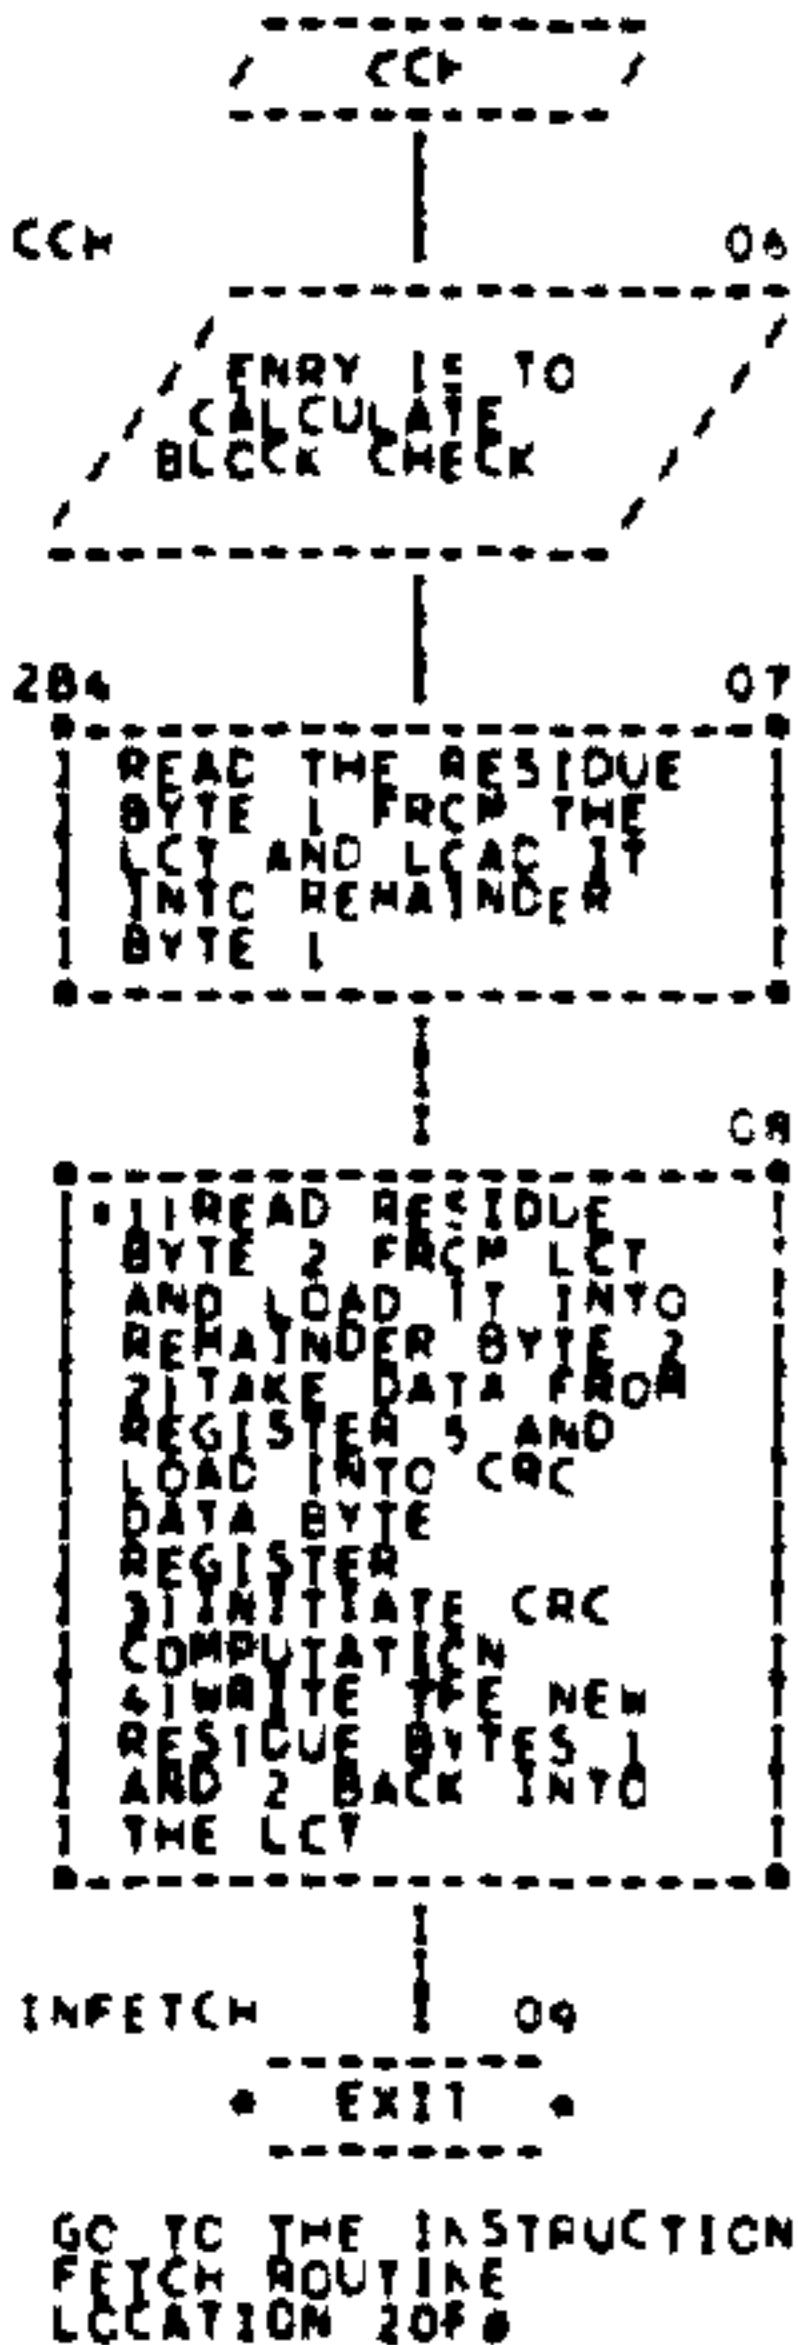 CCH
CCH 06
ENRY IS TO
CALCULATE
BLOCK CHECK
2B4 07
READ THE RESIDUE
BYTE 1 FROM THE
LCT AND LOAD IT
INTO REMAINDER
BYTE 1
08
1)READ RESIDUE
BYTE 2 FROM LCT
AND LOAD IT INTO
REMAINDER BYTE 2
2)TAKE DATA FROM
REGISTER 5 AND
LOAD INTO CRC
DATA BYTE
REGISTER
3)INITIATE CRC
COMPUTATION
4)WRITE THE NEW
RESIDUE BYTES 1
AND 2 BACK INTO
THE LCT
INFETCH 09
EXIT
GO TO THE INSTRUCTION
FETCH ROUTINE
LOCATION